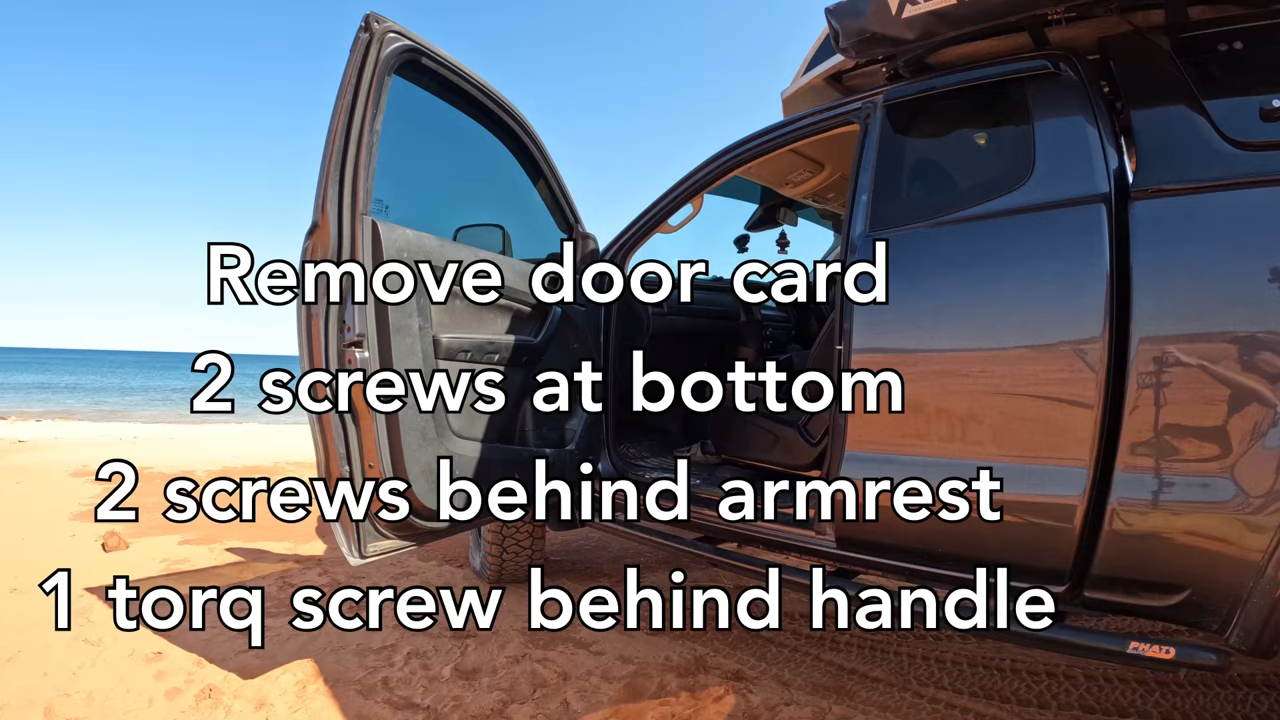 Remove door card
2 screws at bottom
2 screws behind armrest
1 torq screw behind handle
PHAT